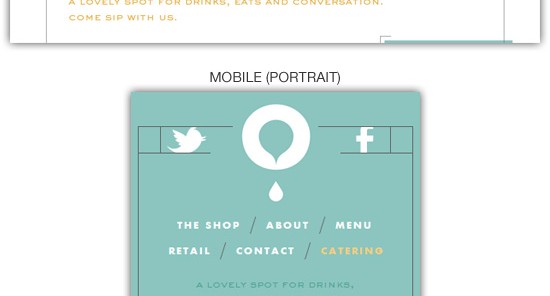 A LOVELY SPOT FOR DRINKS, EATS AND CONVERSATION.
COME SIP WITH US.
MOBILE (PORTRAIT)
THE SHOP / ABOUT / MENU
RETAIL / CONTACT / CATERING
A LOVELY SPOT FOR DRINKS,